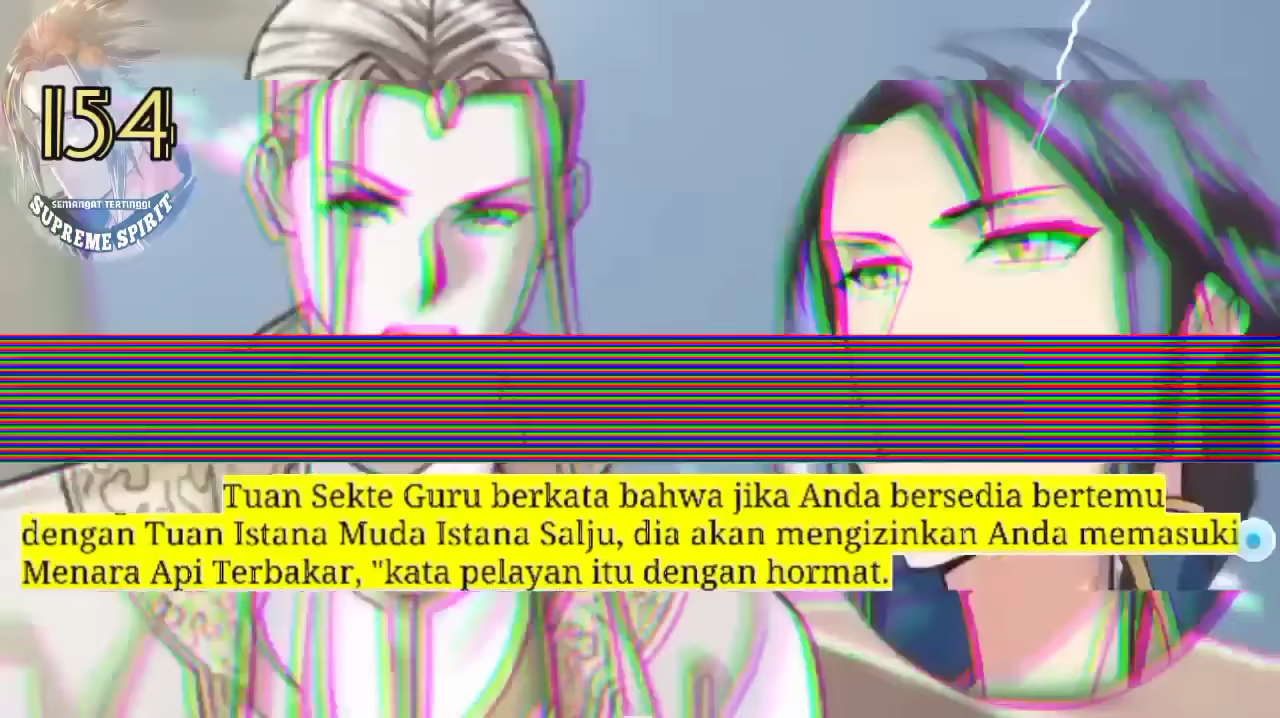 154
SEMANGAT TERTINGGI
SUPREME SPIRIT
Tuan Sekte Guru berkata bahwa jika Anda bersedia bertemu
dengan Tuan Istana Muda Istana Salju, dia akan mengizinkan Anda memasuki
Menara Api Terbakar, "kata pelayan itu dengan hormat.